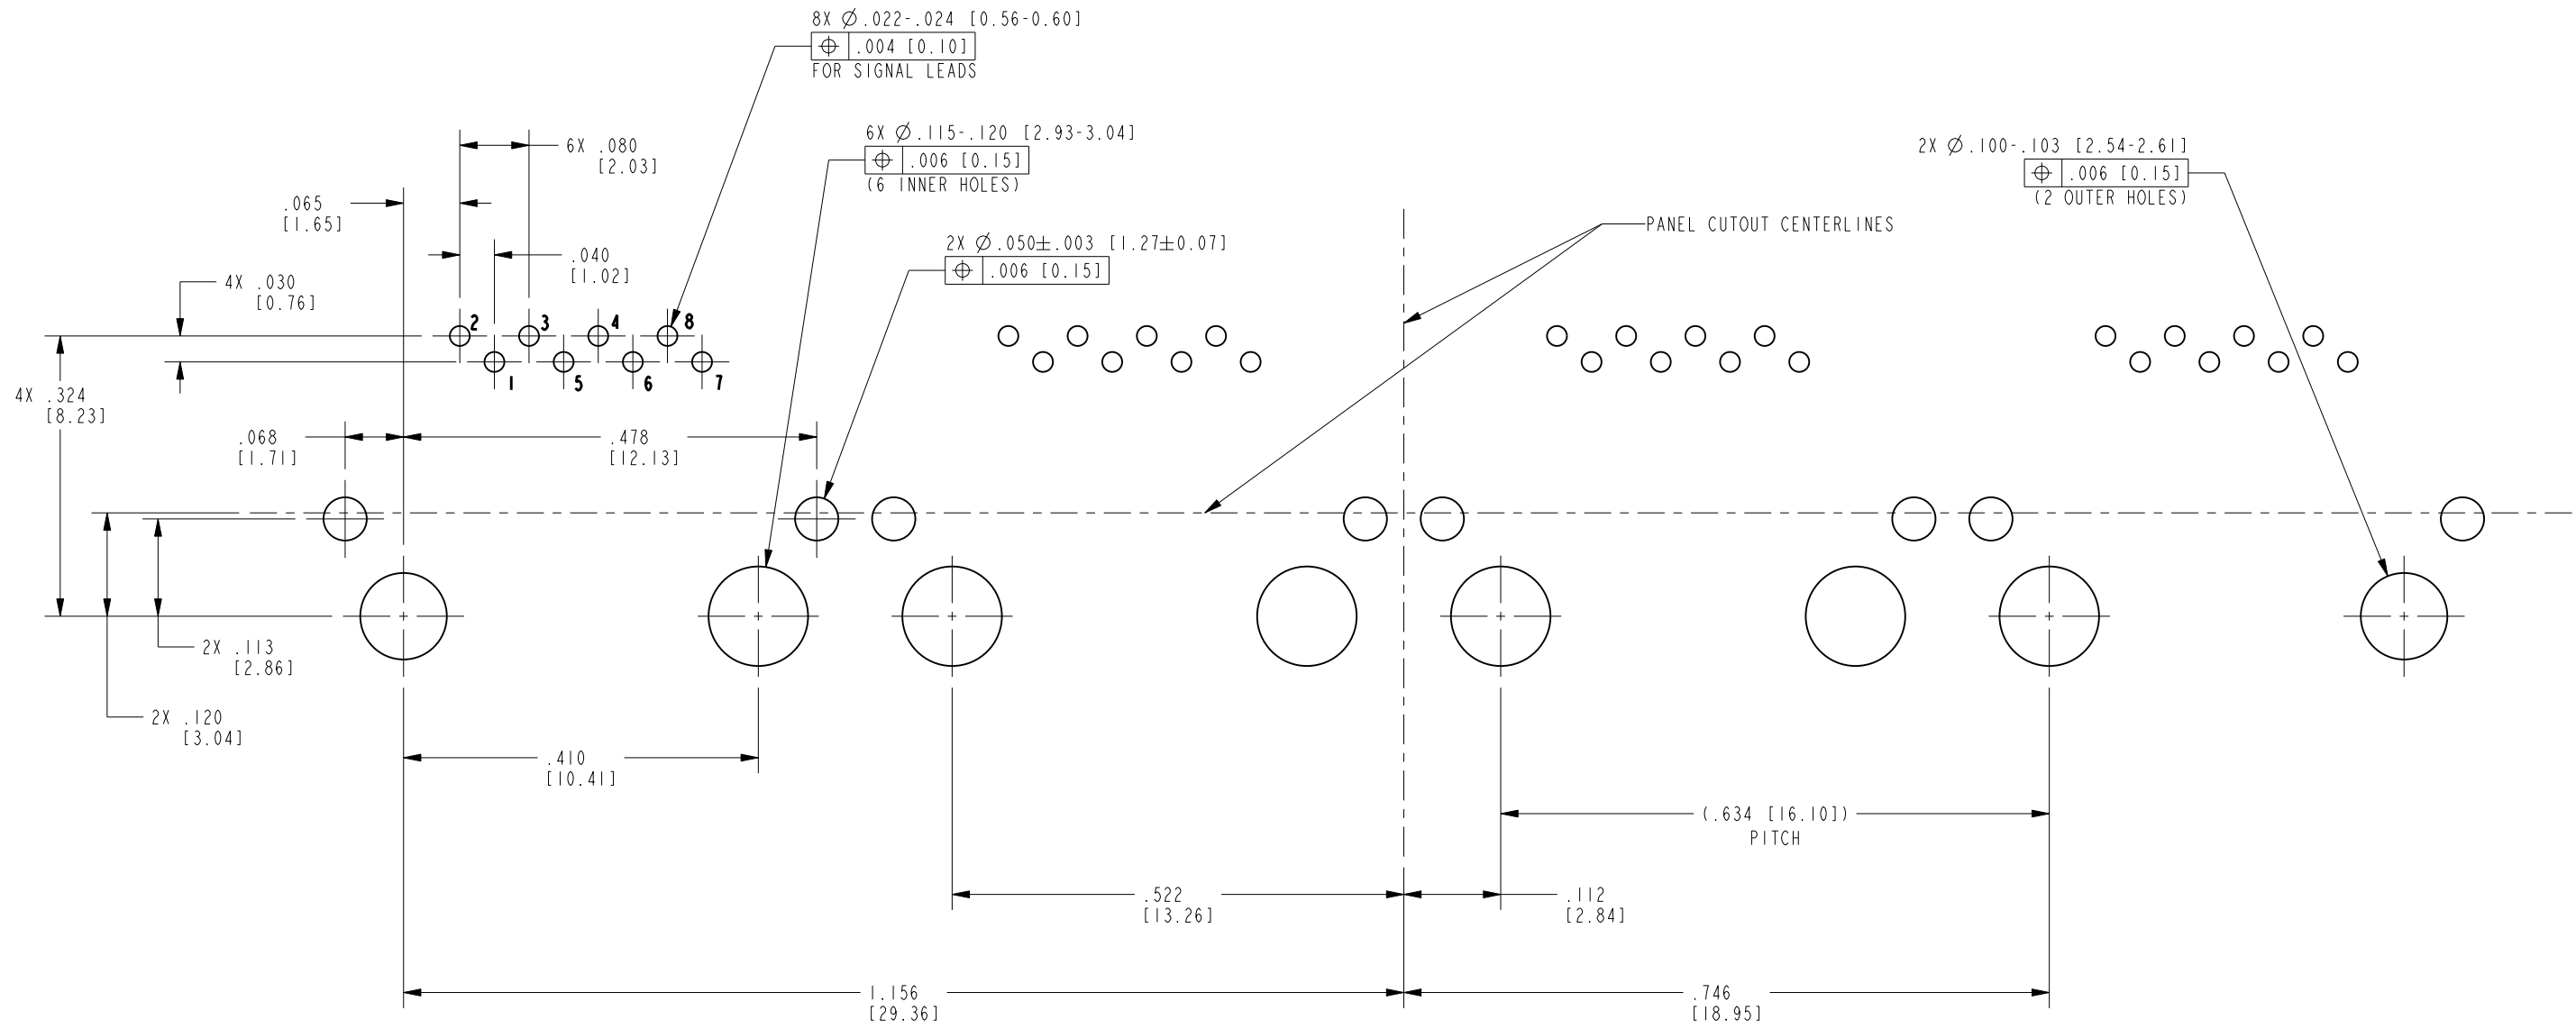 8X Ø.022-.024 [0.56-0.60]
⌖ .004 [0.10]
FOR SIGNAL LEADS
6X Ø.115-.120 [2.93-3.04]
⌖ .006 [0.15]
(6 INNER HOLES)
2X Ø.100-.103 [2.54-2.61]
⌖ .006 [0.15]
(2 OUTER HOLES)
6X .080
[2.03]
.065
[1.65]
PANEL CUTOUT CENTERLINES
2X Ø.050±.003 [1.27±0.07]
⌖ .006 [0.15]
.040
[1.02]
4X .030
[0.76]
2 3 4 8
1 5 6 7
4X .324
[8.23]
.068
[1.71]
.478
[12.13]
2X .113
[2.86]
2X .120
[3.04]
.410
[10.41]
(.634 [16.10])
PITCH
.522
[13.26]
.112
[2.84]
1.156
[29.36]
.746
[18.95]